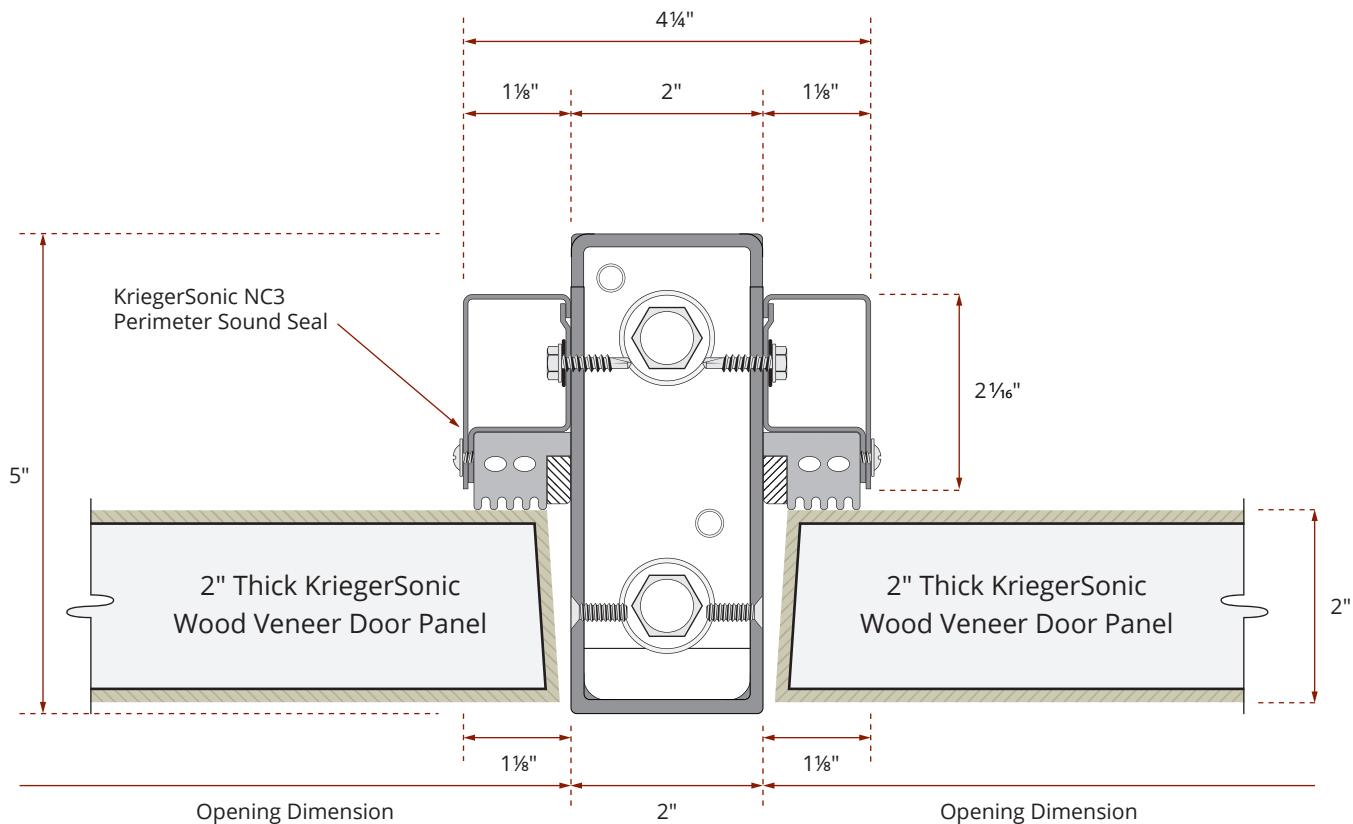 4¼"
1⅛"
2"
1⅛"
KriegerSonic NC3
Perimeter Sound Seal
2 1⁄16"
5"
2" Thick KriegerSonic
Wood Veneer Door Panel
2" Thick KriegerSonic
Wood Veneer Door Panel
2"
1⅛"
1⅛"
Opening Dimension
2"
Opening Dimension